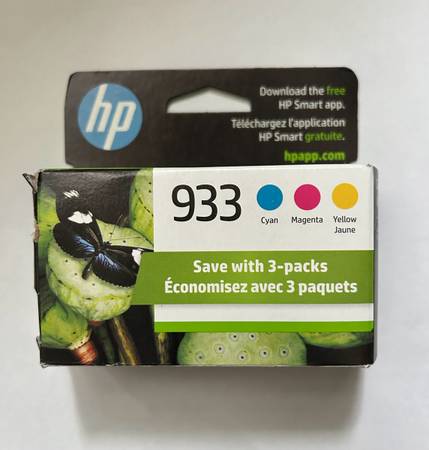 hp
Download the free
HP Smart app.
Téléchargez l'application
HP Smart gratuite.
hpapp.com
933
Cyan
Magenta
Yellow
Jaune
Save with 3-packs
Économisez avec 3 paquets